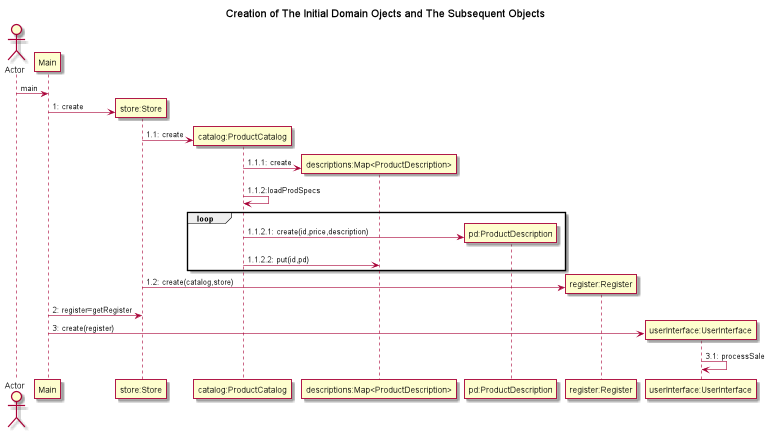 Creation of The Initial Domain Ojects and The Subsequent Objects
Actor
Main
main
1: create
store:Store
1.1: create
catalog:ProductCatalog
1.1.1: create
descriptions:Map<ProductDescription>
1.1.2:loadProdSpecs
loop
1.1.2.1: create(id,price,description)
pd:ProductDescription
1.1.2.2: put(id,pd)
1.2: create(catalog,store)
register:Register
2: register=getRegister
3: create(register)
userInterface:UserInterface
3.1: processSale
Actor
Main
store:Store
catalog:ProductCatalog
descriptions:Map<ProductDescription>
pd:ProductDescription
register:Register
userInterface:UserInterface